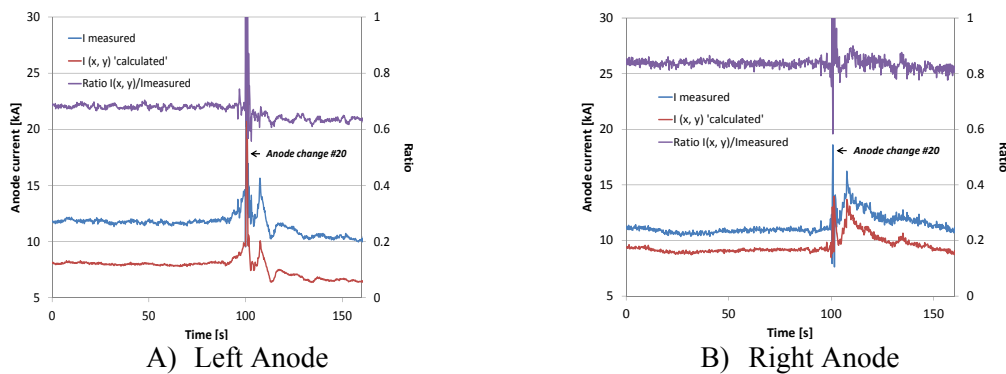 30
25
20
15
10
5
Anode current [kA]
I measured
I (x, y) 'calculated'
Ratio I(x, y)/Imeasured
Anode change #20
1
0.8
0.6
0.4
0.2
0
Ratio
0
50
100
150
Time [s]
A) Left Anode
30
25
20
15
10
5
Anode current [kA]
I measured
I (x, y) 'calculated'
Ratio I(x, y)/Imeasured
Anode change #20
1
0.8
0.6
0.4
0.2
0
Ratio
0
50
100
150
Time [s]
B) Right Anode